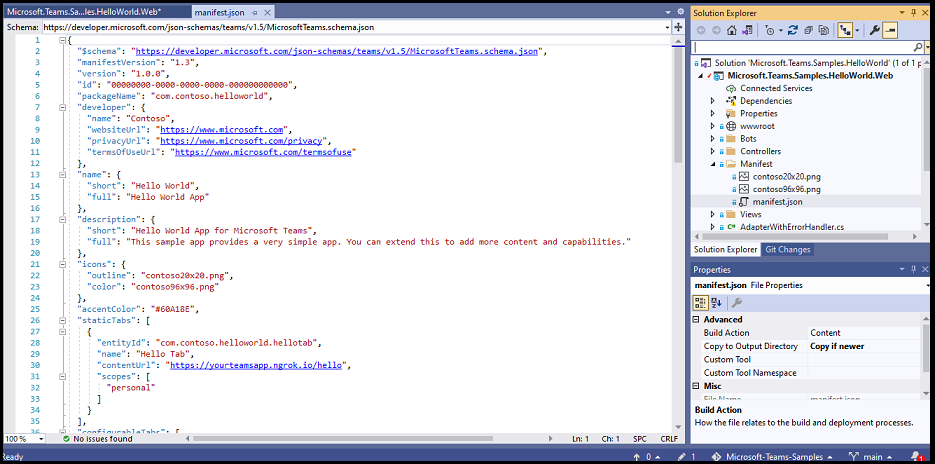 Microsoft.Teams.Sa...les.HelloWorld.Web*
manifest.json
Schema: https://developer.microsoft.com/json-schemas/teams/v1.5/MicrosoftTeams.schema.json
1 {
2 "$schema": "https://developer.microsoft.com/json-schemas/teams/v1.5/MicrosoftTeams.schema.json",
3 "manifestVersion": "1.3",
4 "version": "1.0.0",
5 "id": "00000000-0000-0000-0000-000000000000",
6 "packageName": "com.contoso.helloworld",
7 "developer": {
8 "name": "Contoso",
9 "websiteUrl": "https://www.microsoft.com",
10 "privacyUrl": "https://www.microsoft.com/privacy",
11 "termsOfUseUrl": "https://www.microsoft.com/termsofuse"
12 },
13 "name": {
14 "short": "Hello World",
15 "full": "Hello World App"
16 },
17 "description": {
18 "short": "Hello World App for Microsoft Teams",
19 "full": "This sample app provides a very simple app. You can extend this to add more content and capabilities."
20 },
21 "icons": {
22 "outline": "contoso20x20.png",
23 "color": "contoso96x96.png"
24 },
25 "accentColor": "#60A18E",
26 "staticTabs": [
27 {
28 "entityId": "com.contoso.helloworld.hellotab",
29 "name": "Hello Tab",
30 "contentUrl": "https://yourteamsapp.ngrok.io/hello",
31 "scopes": [
32 "personal"
33 ]
34 }
35 ],
36 "configurableTabs": [
100 %
No issues found
Ln: 1
Ch: 1
SPC
CRLF
Solution Explorer
Solution 'Microsoft.Teams.Samples.HelloWorld' (1 of 1 p
Microsoft.Teams.Samples.HelloWorld.Web
Connected Services
Dependencies
Properties
wwwroot
Bots
Controllers
Manifest
contoso20x20.png
contoso96x96.png
manifest.json
Views
AdapterWithErrorHandler.cs
Solution Explorer
Git Changes
Properties
manifest.json File Properties
Advanced
Build Action Content
Copy to Output Directory Copy if newer
Custom Tool
Custom Tool Namespace
Misc
File Name manifest.json
Build Action
How the file relates to the build and deployment processes.
Ready
0
1
Microsoft-Teams-Samples
main
1